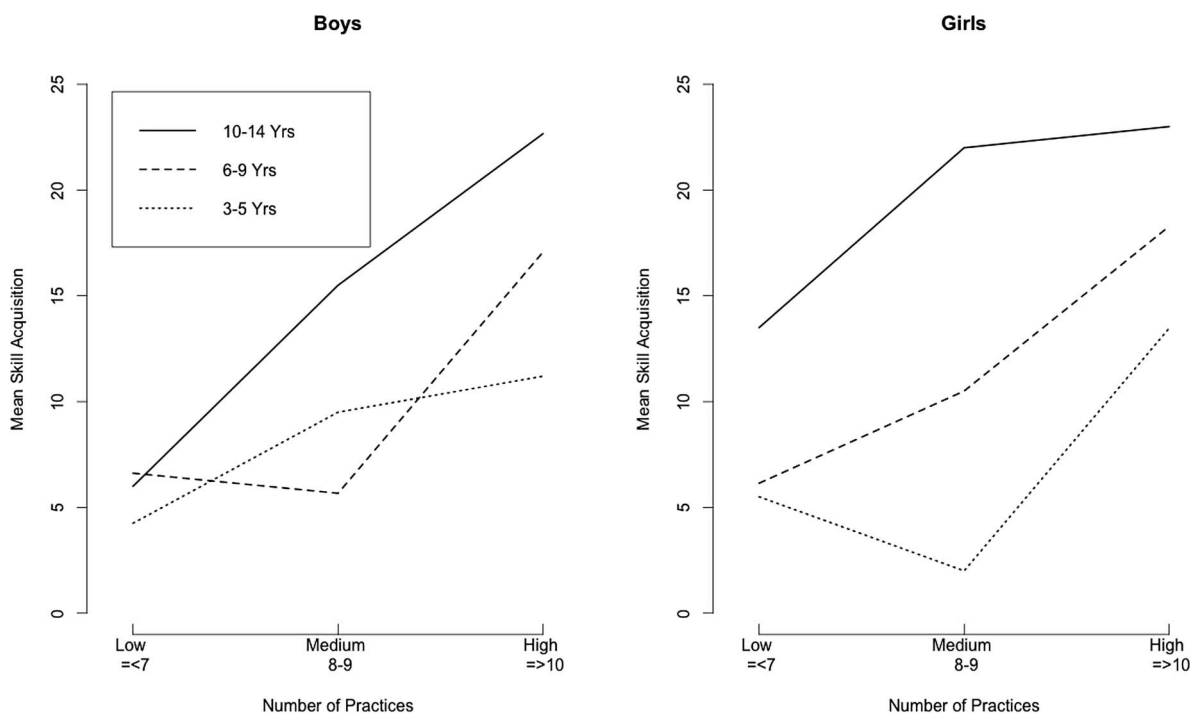 Boys
25
20
15
10
5
0
Mean Skill Acquisition
10-14 Yrs
6-9 Yrs
3-5 Yrs
Low
=<7
Medium
8-9
High
=>10
Number of Practices
Girls
25
20
15
10
5
0
Mean Skill Acquisition
Low
=<7
Medium
8-9
High
=>10
Number of Practices